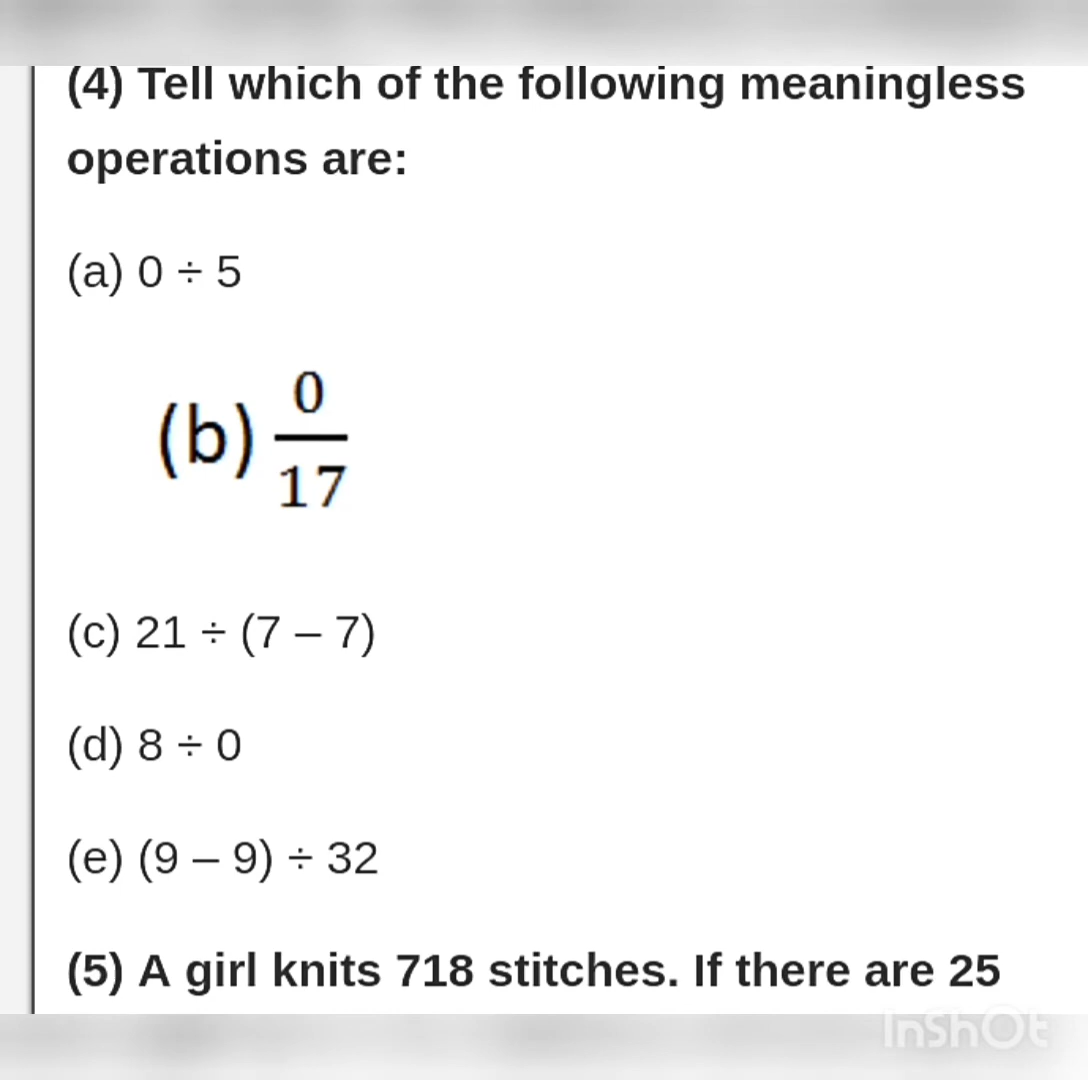 (4) Tell which of the following meaningless
operations are:
(a) 0 ÷ 5
(b) 0/17
(c) 21 ÷ (7 – 7)
(d) 8 ÷ 0
(e) (9 – 9) ÷ 32
(5) A girl knits 718 stitches. If there are 25
InShOt